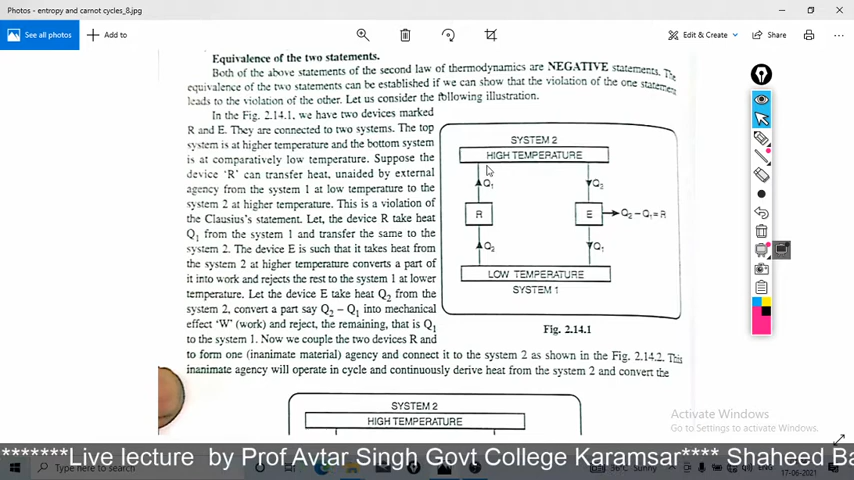 Photos - entropy and carnot cycles_8.jpg
See all photos
Add to
Edit & Create
Share
Equivalence of the two statements.
Both of the above statements of the second law of thermodynamics are NEGATIVE statements. The
equivalence of the two statements can be established if we can show that the violation of the one statement
leads to the violation of the other. Let us consider the following illustration.
In the Fig. 2.14.1, we have two devices marked
R and E. They are connected to two systems. The top
system is at higher temperature and the bottom system
is at comparatively low temperature. Suppose the
device 'R' can transfer heat, unaided by external
agency from the system 1 at low temperature to the
system 2 at higher temperature. This is a violation of
the Clausius's statement. Let, the device R take heat
Q₁ from the system 1 and transfer the same to the
system 2. The device E is such that it takes heat from
the system 2 at higher temperature converts a part of
it into work and rejects the rest to the system 1 at lower
temperature. Let the device E take heat Q₂ from the
system 2, convert a part say Q₂ – Q₁ into mechanical
effect 'W' (work) and reject, the remaining, that is Q₁
to the system 1. Now we couple the two devices R and
to form one (inanimate material) agency and connect it to the system 2 as shown in the Fig. 2.14.2. This
inanimate agency will operate in cycle and continuously derive heat from the system 2 and convert the
SYSTEM 2
HIGH TEMPERATURE
Q₁
Q₂
R
E
Q₂ – Q₁ = R
Q₂
Q₁
LOW TEMPERATURE
SYSTEM 1
Fig. 2.14.1
SYSTEM 2
HIGH TEMPERATURE
Activate Windows
Go to Settings to activate Windows.
*******Live lecture by Prof Avtar Singh Govt College Karamsar**** Shaheed Ba
Type here to search
36°C Sunny
17-06-2021